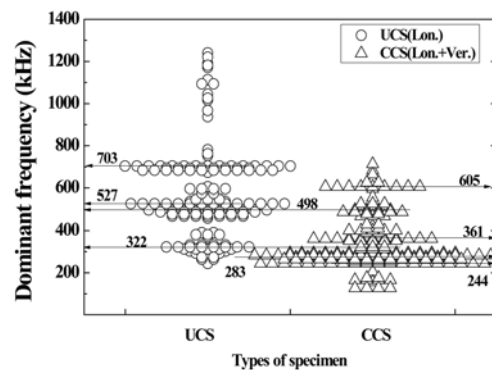 1400
1200
1000
800
600
400
200
Dominant frequency (kHz)
UCS(Lon.)
CCS(Lon.+Ver.)
703
605
527
498
361
322
283
244
UCS
CCS
Types of specimen